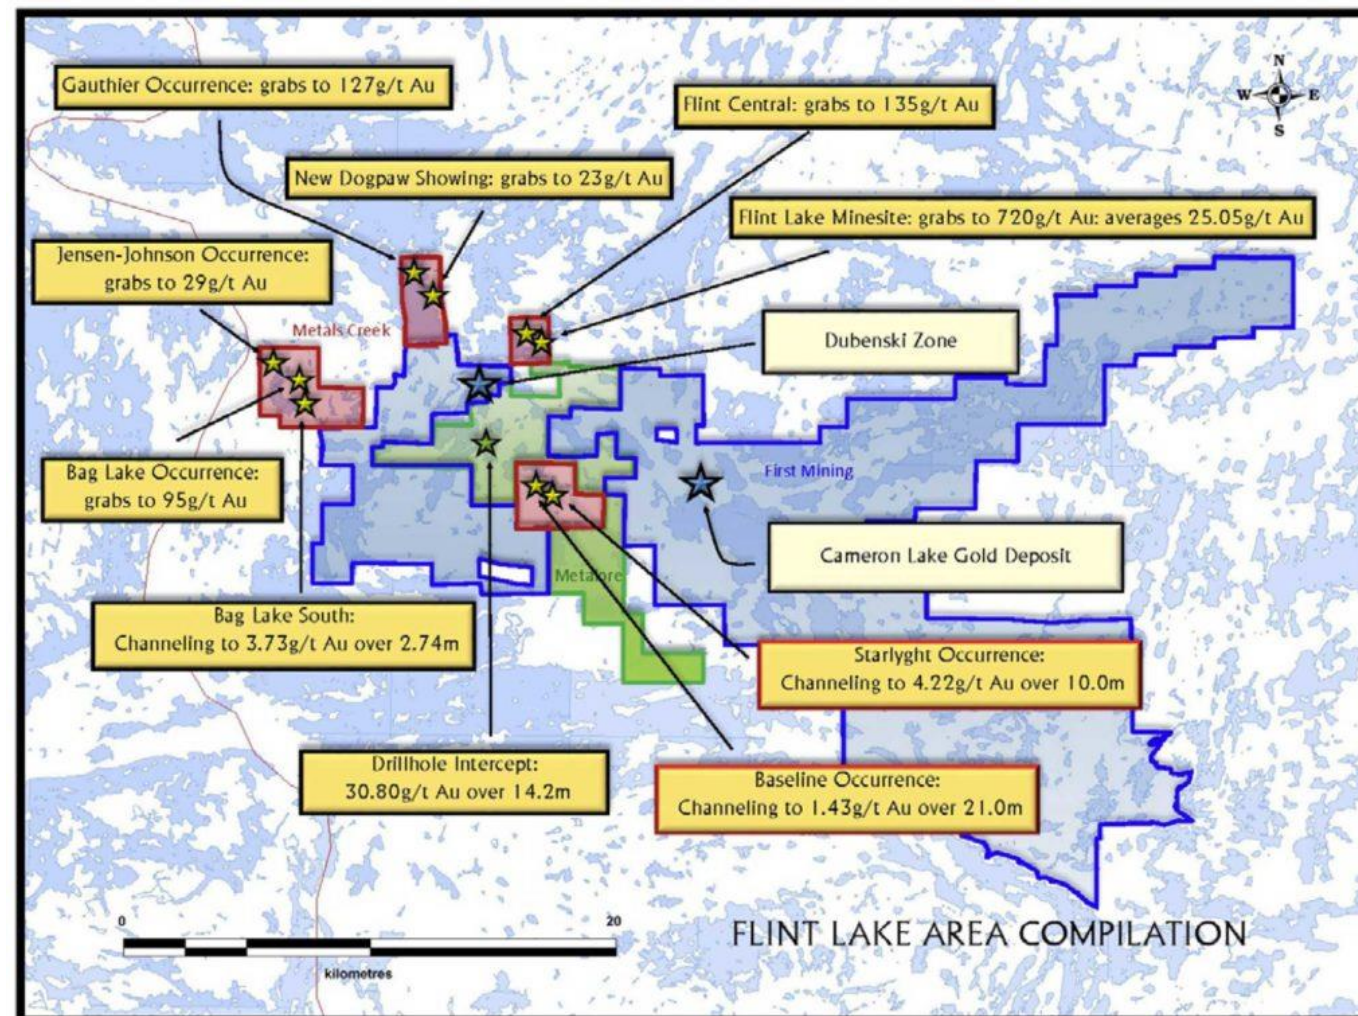 Gauthier Occurrence: grabs to 127g/t Au
Flint Central: grabs to 135g/t Au
N
W E
S
New Dogpaw Showing: grabs to 23g/t Au
Flint Lake Minesite: grabs to 720g/t Au: averages 25.05g/t Au
Jensen-Johnson Occurrence:
grabs to 29g/t Au
Metals Creek
Dubenski Zone
Bag Lake Occurrence:
grabs to 95g/t Au
First Mining
Cameron Lake Gold Deposit
Metalore
Bag Lake South:
Channeling to 3.73g/t Au over 2.74m
Starlyght Occurrence:
Channeling to 4.22g/t Au over 10.0m
Drillhole Intercept:
30.80g/t Au over 14.2m
Baseline Occurrence:
Channeling to 1.43g/t Au over 21.0m
0 20
kilometres
FLINT LAKE AREA COMPILATION